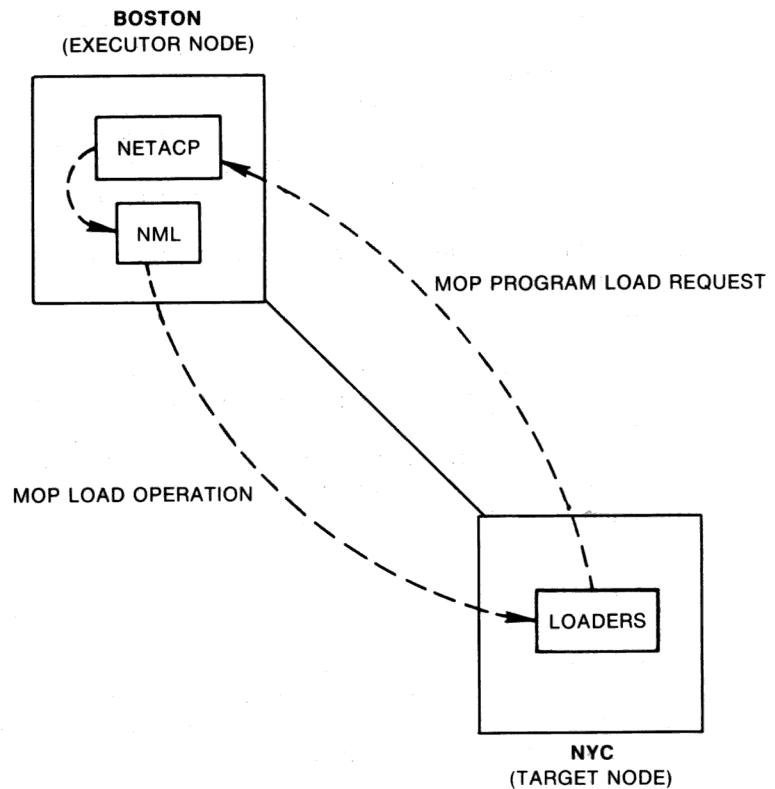 BOSTON
(EXECUTOR NODE)
NETACP
NML
MOP PROGRAM LOAD REQUEST
MOP LOAD OPERATION
LOADERS
NYC
(TARGET NODE)